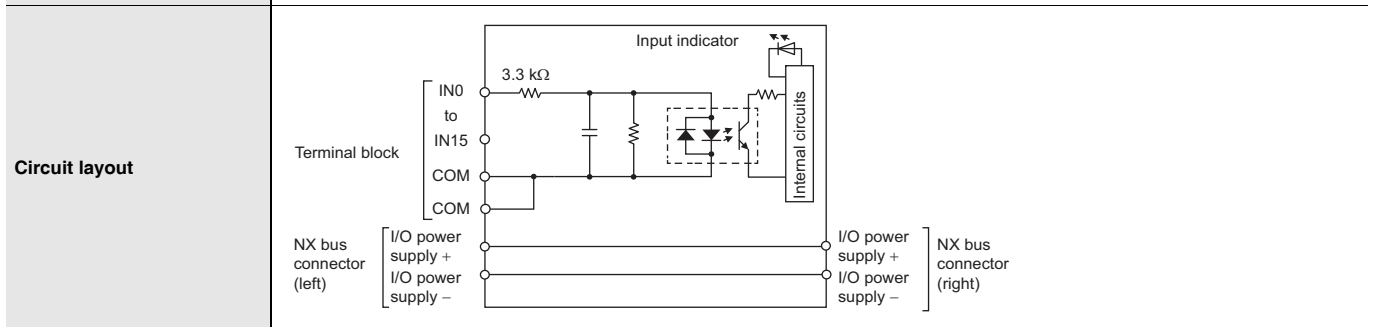 Circuit layout
Input indicator
3.3 kΩ
IN0
to
IN15
COM
COM
Terminal block
Internal circuits
NX bus
connector
(left)
I/O power
supply +
I/O power
supply −
I/O power
supply +
I/O power
supply −
NX bus
connector
(right)